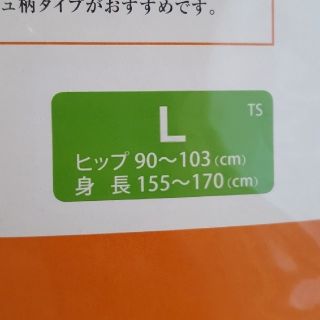 ュ柄タイプがおすすめです。
L
TS
ヒップ 90〜103(cm)
身 長 155〜170(cm)